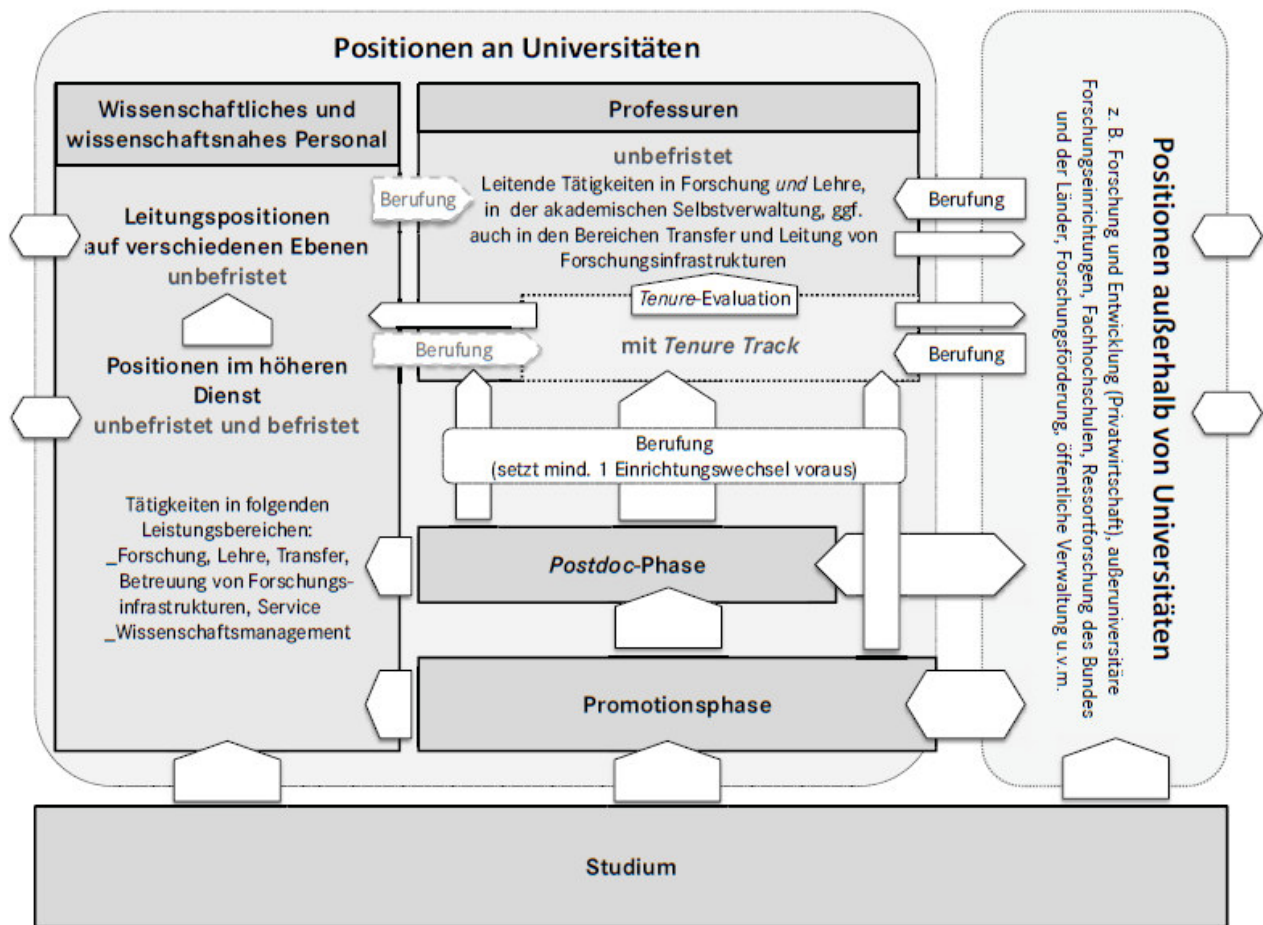 Positionen an Universitäten
Wissenschaftliches und
wissenschaftsnahes Personal
Leitungspositionen
auf verschiedenen Ebenen
unbefristet
Positionen im höheren
Dienst
unbefristet und befristet
Tätigkeiten in folgenden
Leistungsbereichen:
_Forschung, Lehre, Transfer,
Betreuung von Forschungs-
infrastrukturen, Service
_Wissenschaftsmanagement
Professuren
unbefristet
Leitende Tätigkeiten in Forschung und Lehre,
in der akademischen Selbstverwaltung, ggf.
auch in den Bereichen Transfer und Leitung von
Forschungsinfrastrukturen
Berufung
Berufung
Tenure-Evaluation
mit Tenure Track
Berufung
Berufung
Berufung
(setzt mind. 1 Einrichtungswechsel voraus)
Postdoc-Phase
Promotionsphase
Positionen außerhalb von Universitäten
z. B. Forschung und Entwicklung (Privatwirtschaft), außeruniversitäre
Forschungseinrichtungen, Fachhochschulen, Ressortforschung des Bundes
und der Länder, Forschungsförderung, öffentliche Verwaltung u.v.m.
Studium